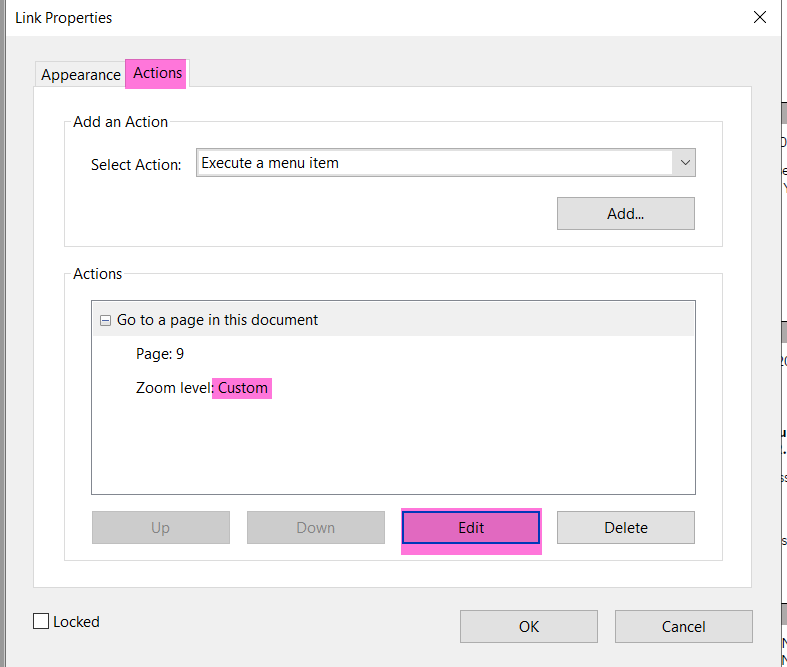 Link Properties
Appearance Actions
Add an Action
Select Action: Execute a menu item
Add...
Actions
Go to a page in this document
Page: 9
Zoom level: Custom
Up Down Edit Delete
Locked OK Cancel